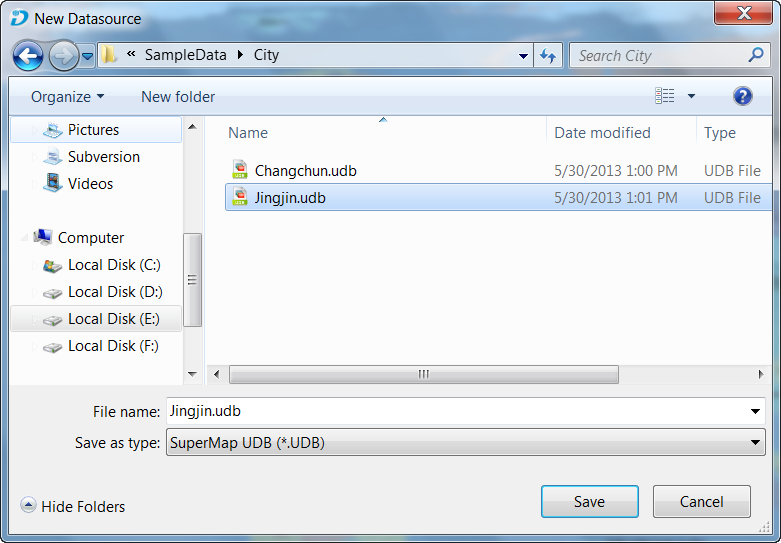 New Datasource
« SampleData City
Search City
Organize New folder
Name Date modified Type
Pictures
Subversion
Videos
Computer
Local Disk (C:)
Local Disk (D:)
Local Disk (E:)
Local Disk (F:)
Changchun.udb 5/30/2013 1:00 PM UDB File
Jingjin.udb 5/30/2013 1:01 PM UDB File
File name: Jingjin.udb
Save as type: SuperMap UDB (*.UDB)
Hide Folders
Save Cancel